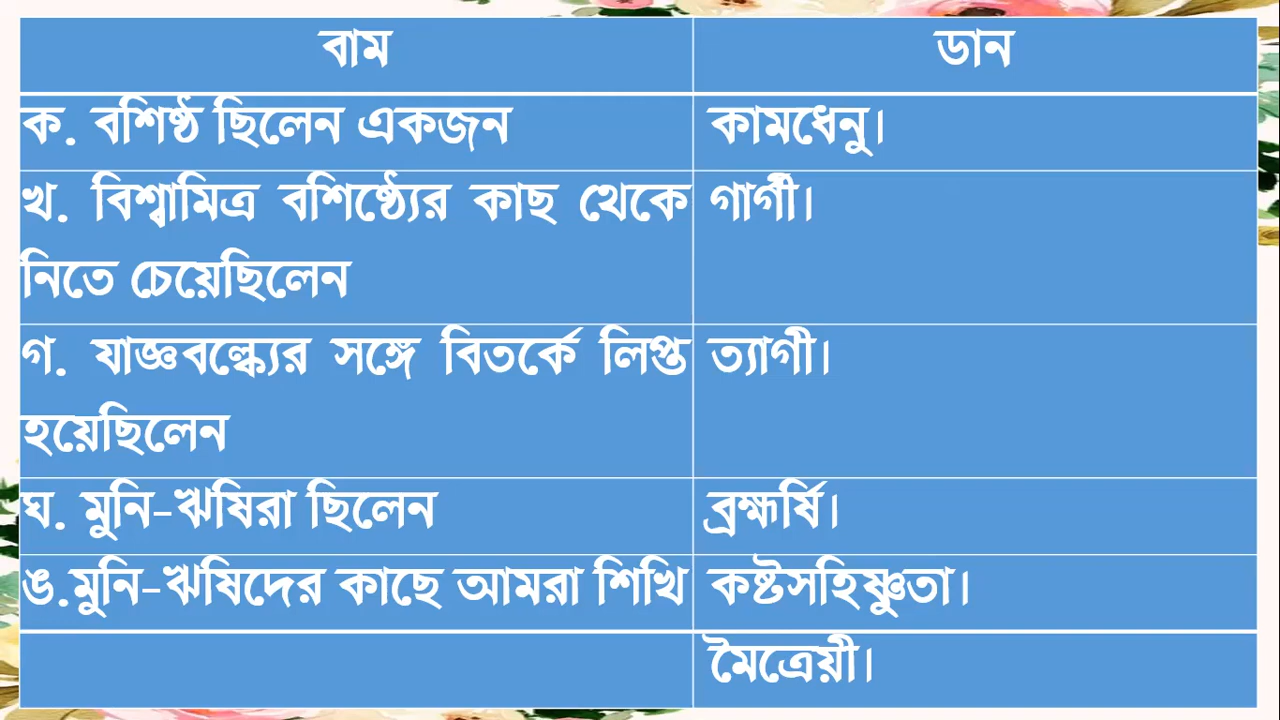 বাম ডান
ক. বশিষ্ঠ ছিলেন একজন কামধেনু।
খ. বিশ্বামিত্র বশিষ্ঠ্যের কাছ থেকে গার্গী।
নিতে চেয়েছিলেন
গ. যাজ্ঞবল্ক্যের সঙ্গে বিতর্কে লিপ্ত ত্যাগী।
হয়েছিলেন
ঘ. মুনি-ঋষিরা ছিলেন ব্রহ্মর্ষি।
ঙ.মুনি-ঋষিদের কাছে আমরা শিখি কষ্টসহিষ্ণুতা।
মৈত্রেয়ী।